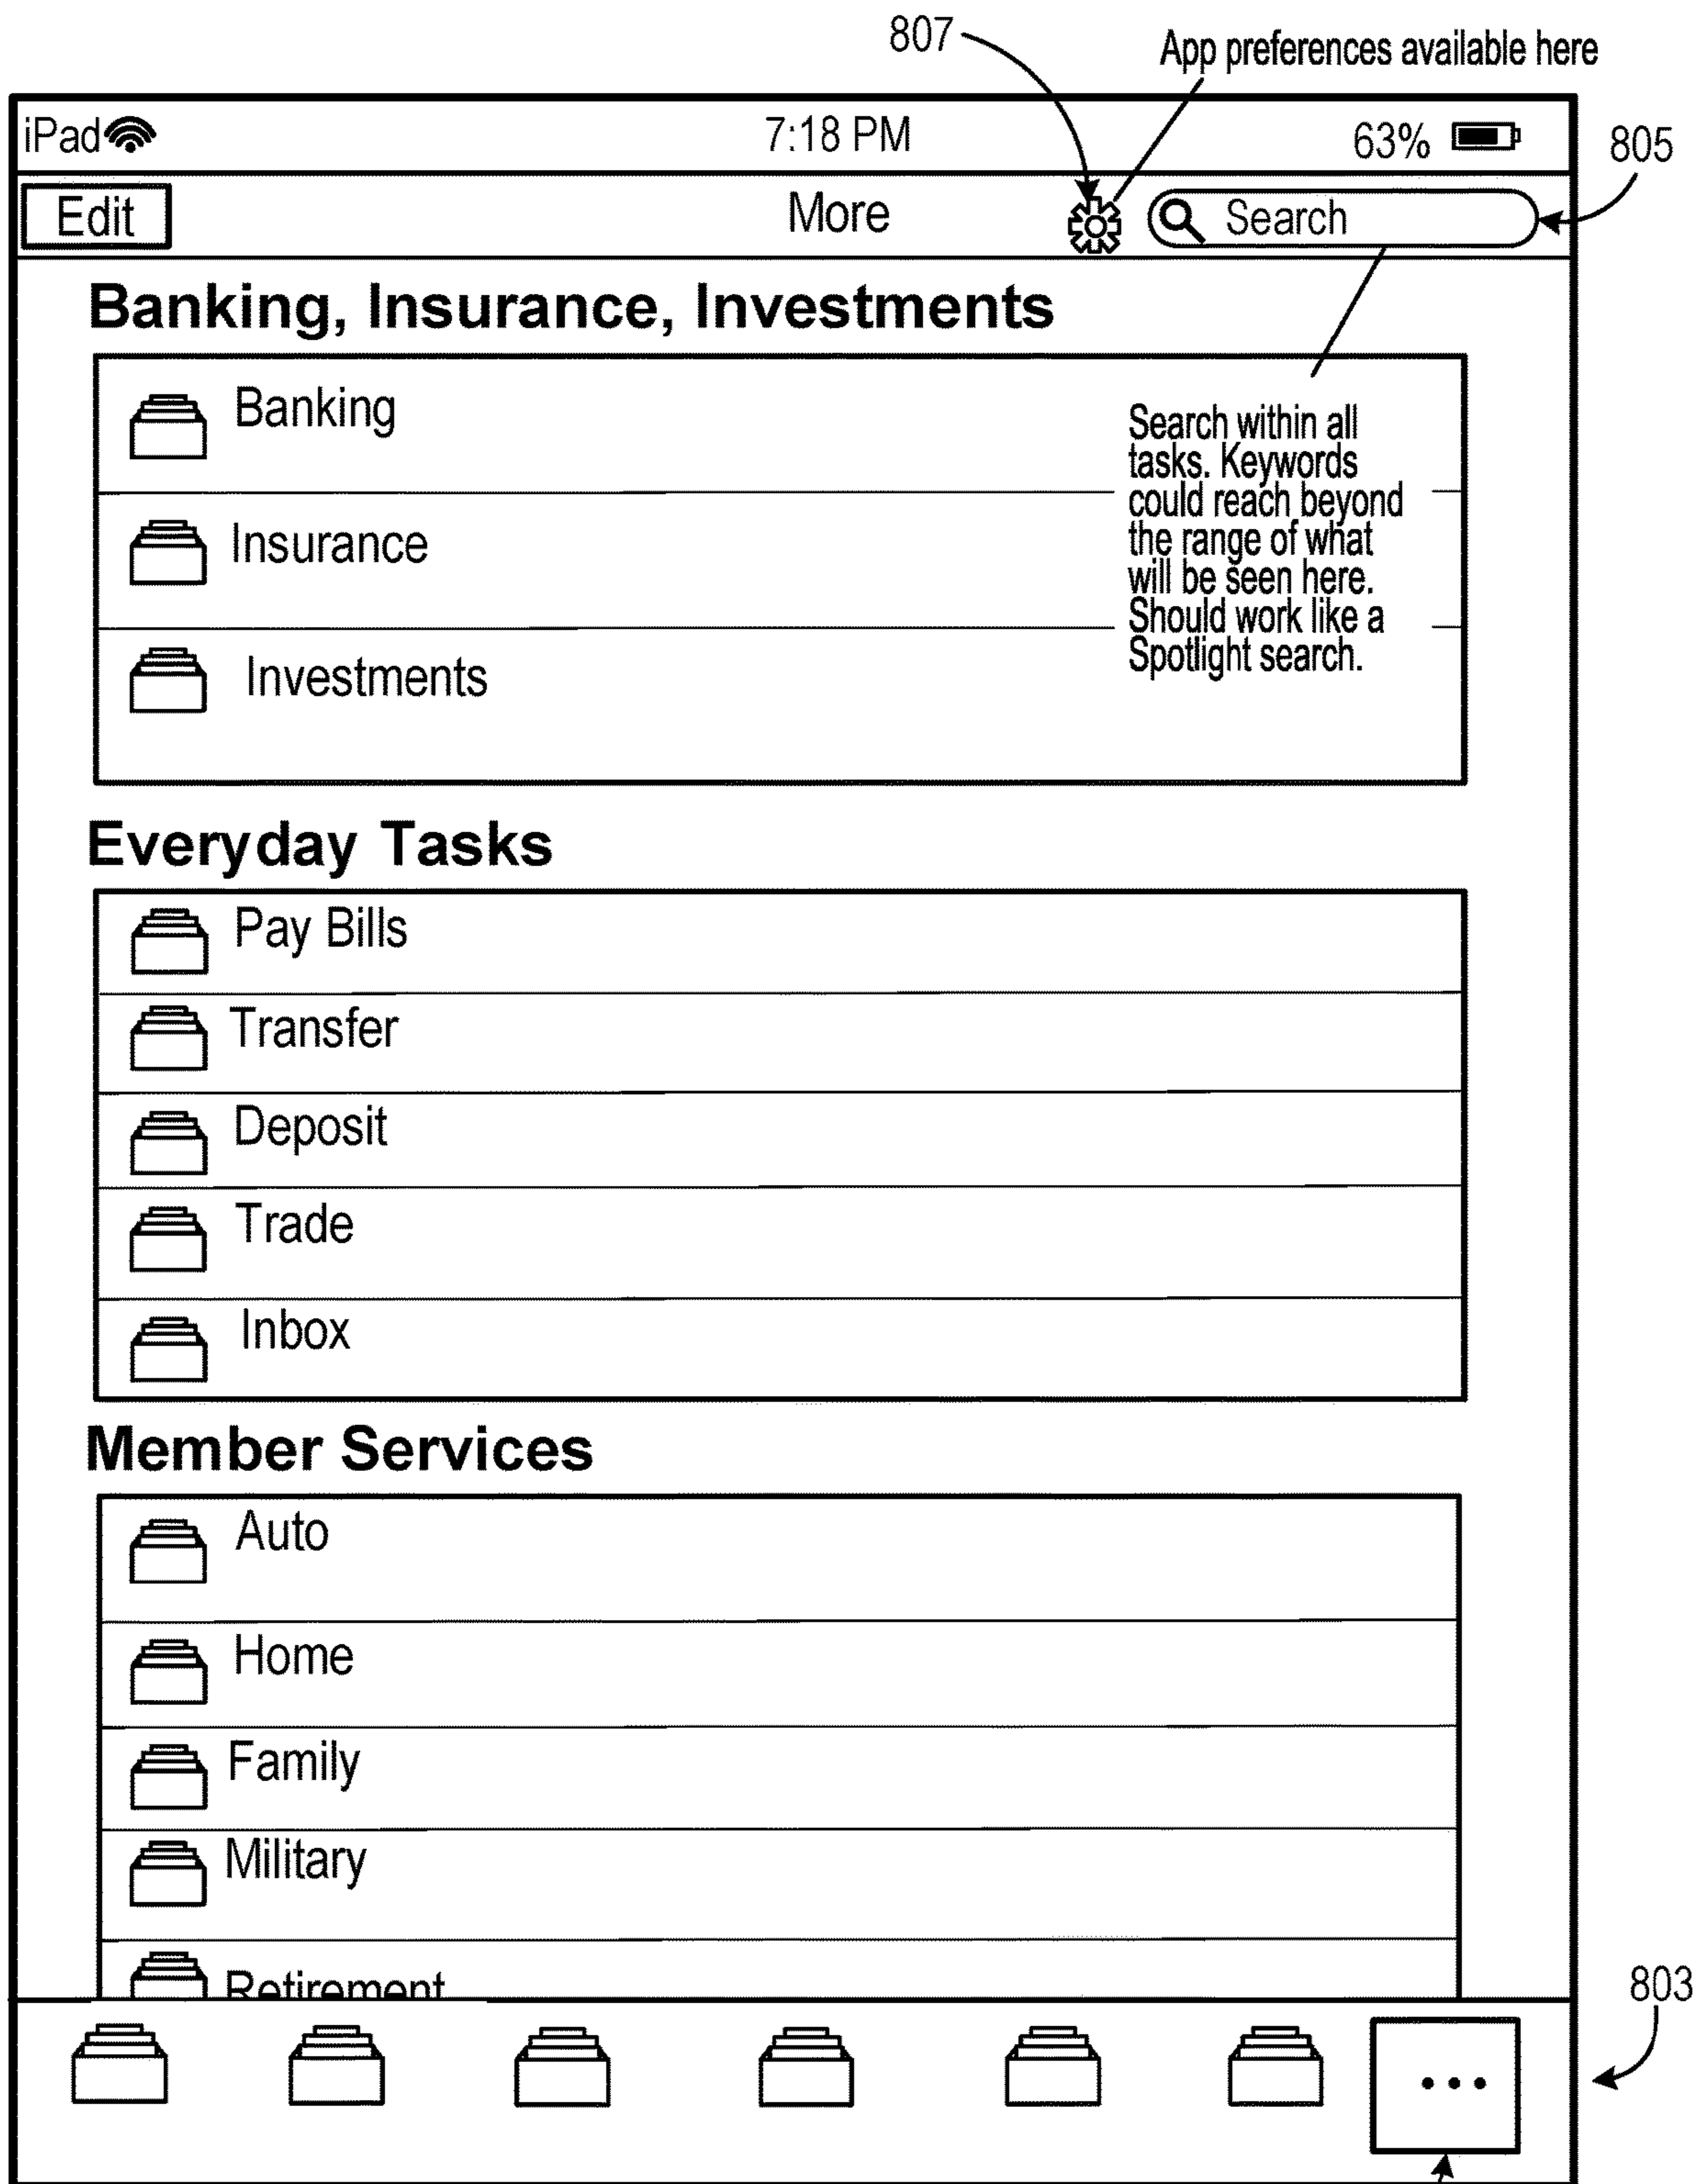 807
App preferences available here
iPad 7:18 PM 63%
805
Edit More Search
Banking, Insurance, Investments
Banking
Search within all
tasks. Keywords
could reach beyond
the range of what
will be seen here.
Should work like a
Spotlight search.
Insurance
Investments
Everyday Tasks
Pay Bills
Transfer
Deposit
Trade
Inbox
Member Services
Auto
Home
Family
Military
Retirement
803